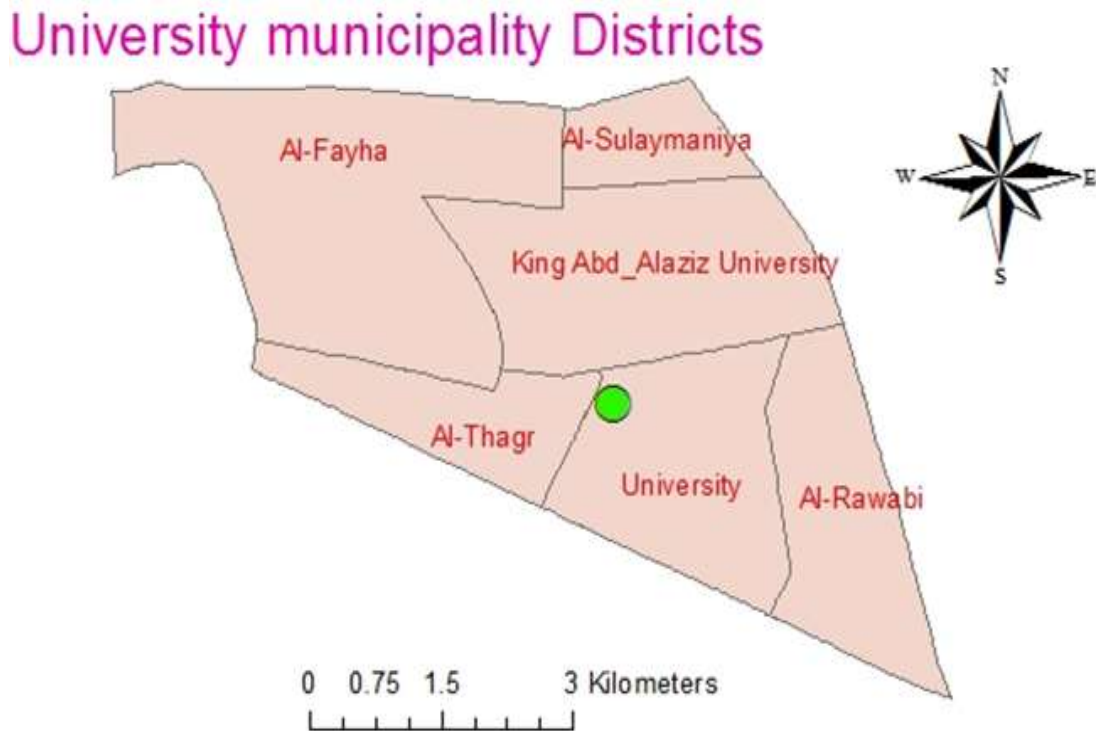 University municipality Districts
N
Al-Sulaymaniya
Al-Fayha
W
E
King Abd_Alaziz University
S
Al-Thagr
University
Al-Rawabi
0 0.75 1.5 3 Kilometers